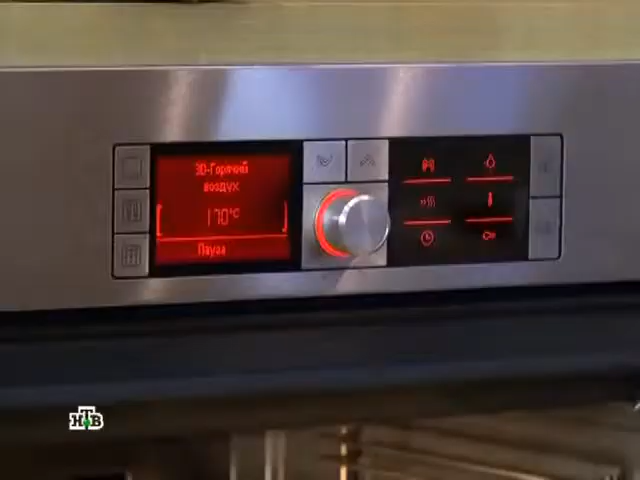 3D-Горячий
воздух
170°C
Пауза
НТВ